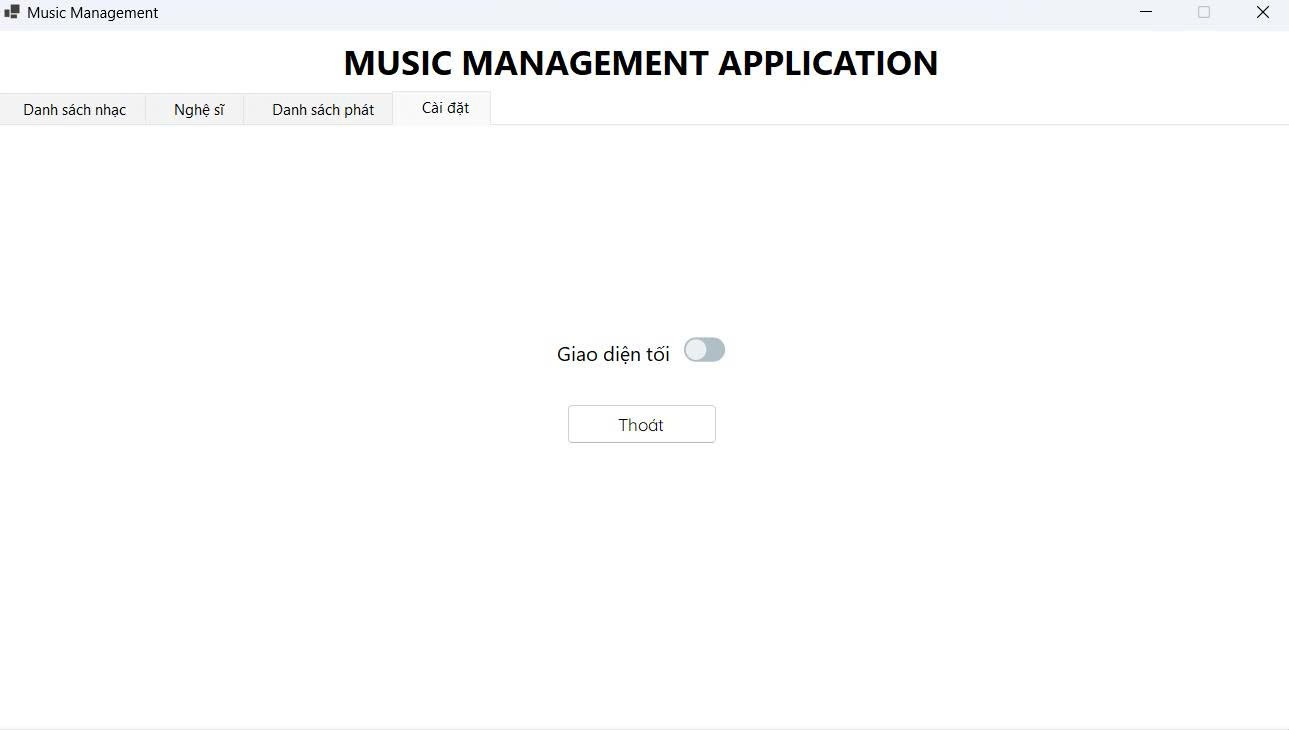 Music Management
MUSIC MANAGEMENT APPLICATION
Danh sách nhạc Nghệ sĩ Danh sách phát Cài đặt
Giao diện tối
Thoát